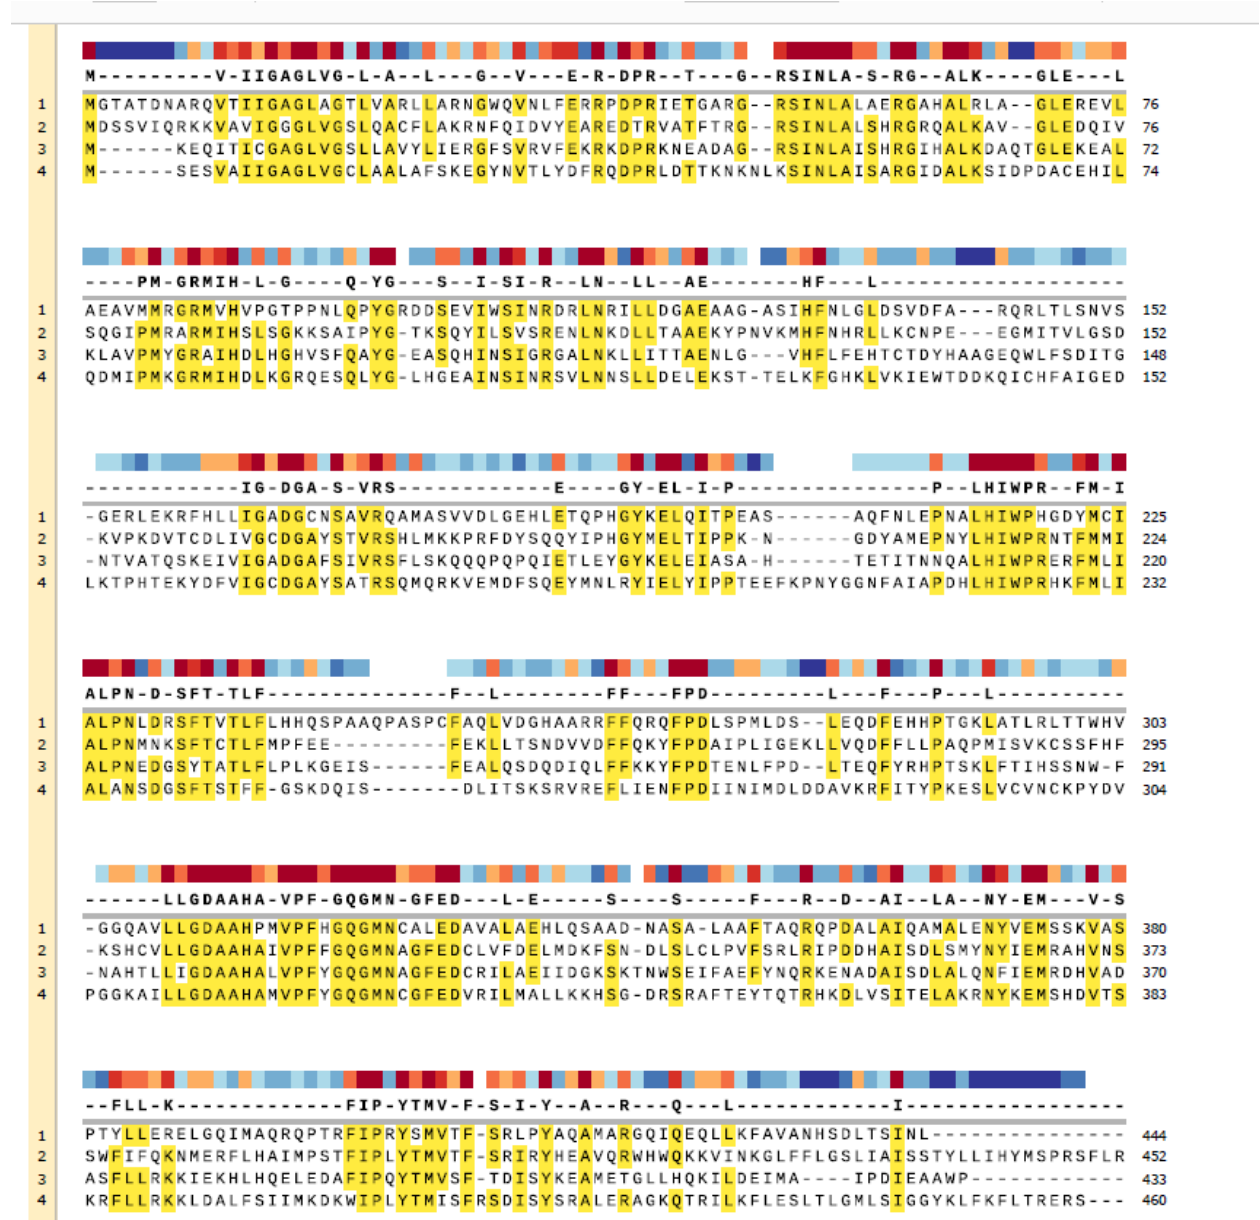 M---------V-IIGAGLVG-L-A--L---G--V---E-R-DPR--T---G--RSINLA-S-RG--ALK----GLE---L
1 MGTATDNARQVTIIGAGLAGTLVARLLARNGWQVNLFERRPDPRIETGARG--RSINLALAERGAHALRLA--GLEREVL 76
2 MDSSVIQRKKVAVIGGGLVGSLQACFLAKRNFQIDVYEAREDTRVATFTRG--RSINLALSHRGRQALKAV--GLEDQIV 76
3 M------KEQITICGAGLVGSLLAVYLIERGFSVRVFEKRKDPRKNEADAG--RSINLAISHRGIHALKDAQTGLEKEAL 72
4 M------SESVAIIGAGLVGCLAALAFSKEGYNVTLYDFRQDPRLDTTKNKNLKSINLAISARGIDALKSIDPDACEHIL 74
----PM-GRMIH-L-G----Q-YG---S--I-SI-R--LN--LL--AE-------HF---L-------------------
1 AEAVMMRGRMVHVPGTPPNLQPYGRDDSEVIWSINRDRLNRILLDGAEAAG-ASIHFNLGLDSVDFA---RQRLTLSNVS 152
2 SQGIPMRARMIHSLSGKKSAIPYG-TKSQYILSVSRENLNKDLLTAAEKYPNVKMHFNHRLLKCNPE---EGMITVLGSD 152
3 KLAVPMYGRAIHDLHGHVSFQAYG-EASQHINSIGRGALNKLLITTAENLG---VHFLFEHTCTDYHAAGEQWLFSDITG 148
4 QDMIPMKGRMIHDLKGRQESQLYG-LHGEAINSINRSVLNNSLLDELEKST-TELKFGHKLVKIEWTDDKQICHFAIGED 152
------------IG-DGA-S-VRS------------E----GY-EL-I-P---------------P--LHIWPR--FM-I
1 -GERLEKRFHLLIGADGCNSAVRQAMASVVDLGEHLETQPHGYKELQITPEAS------AQFNLEPNALHIWPHGDYMCI 225
2 -KVPKDVTCDLIVGCDGAYSTVRSHLMKKPRFDYSQQYIPHGYMELTIPPK-N------GDYAMEPNYLHIWPRNTFMMI 224
3 -NTVATQSKEIVIGADGAFSIVRSFLSKQQQPQPQIETLEYGYKELEIASA-H------TETITNNQALHIWPRERFMLI 220
4 LKTPHTEKYDFVIGCDGAYSATRSQMQRKVEMDFSQEYMNLRYIELYIPPTEEFKPNYGGNFAIAPDHLHIWPRHKFMLI 232
ALPN-D-SFT-TLF--------------F--L--------FF---FPD---------L---F---P---L----------
1 ALPNLDRSFTVTLFLHHQSPAAQPASPCFAQLVDGHAARRFFQRQFPDLSPMLDS--LEQDFEHHPTGKLATLRLTTWHV 303
2 ALPNMNKSFTCTLFMPFEE---------FEKLLTSNDVVDFFQKYFPDAIPLIGEKLLVQDFFLLPAQPMISVKCSSFHF 295
3 ALPNEDGSYTATLFLPLKGEIS------FEALQSDQDIQLFFKKYFPDTENLFPD--LTEQFYRHPTSKLFTIHSSNW-F 291
4 ALANSDGSFTSTFF-GSKDQIS-------DLITSKSRVREFLIENFPDIINIMDLDDAVKRFITYPKESLVCVNCKPYDV 304
------LLGDAAHA-VPF-GQGMN-GFED---L-E-----S----S-----F---R--D--AI--LA--NY-EM---V-S
1 -GGQAVLLGDAAHPMVPFHGQGMNCALEDAVALAEHLQSAAD-NASA-LAAFTAQRQPDALAIQAMALENYVEMSSKVAS 380
2 -KSHCVLLGDAAHAIVPFFGQGMNAGFEDCLVFDELMDKFSN-DLSLCLPVFSRLRIPDDHAISDLSMYNYIEMRAHVNS 373
3 -NAHTLLIGDAAHALVPFYGQGMNAGFEDCRILAEIIDGKSKTNWSEIFAEFYNQRKENADAISDLALQNFIEMRDHVAD 370
4 PGGKAILLGDAAHAMVPFYGQGMNCGFEDVRILMALLKKHSG-DRSRAFTEYTQTRHKDLVSITELAKRNYKEMSHDVTS 383
--FLL-K-------------FIP-YTMV-F-S-I-Y--A--R---Q---L------------I-----------------
1 PTYLLERELGQIMAQRQPTRFIPRYSMVTF-SRLPYAQAMARGQIQEQLLKFAVANHSDLTSINL--------------- 444
2 SWFIFQKNMERFLHAIMPSTFIPLYTMVTF-SRIRYHEAVQRWHWQKKVINKGLFFLGSLIAISSTYLLIHYMSPRSFLR 452
3 ASFLLRKKIEKHLHQELEDAFIPQYTMVSF-TDISYKEAMETGLLHQKILDEIMA----IPDIEAAWP------------ 433
4 KRFLLRKKLDALFSIIMKDKWIPLYTMISFRSDISYSRALERAGKQTRILKFLESLTLGMLSIGGYKLFKFLTRERS--- 460